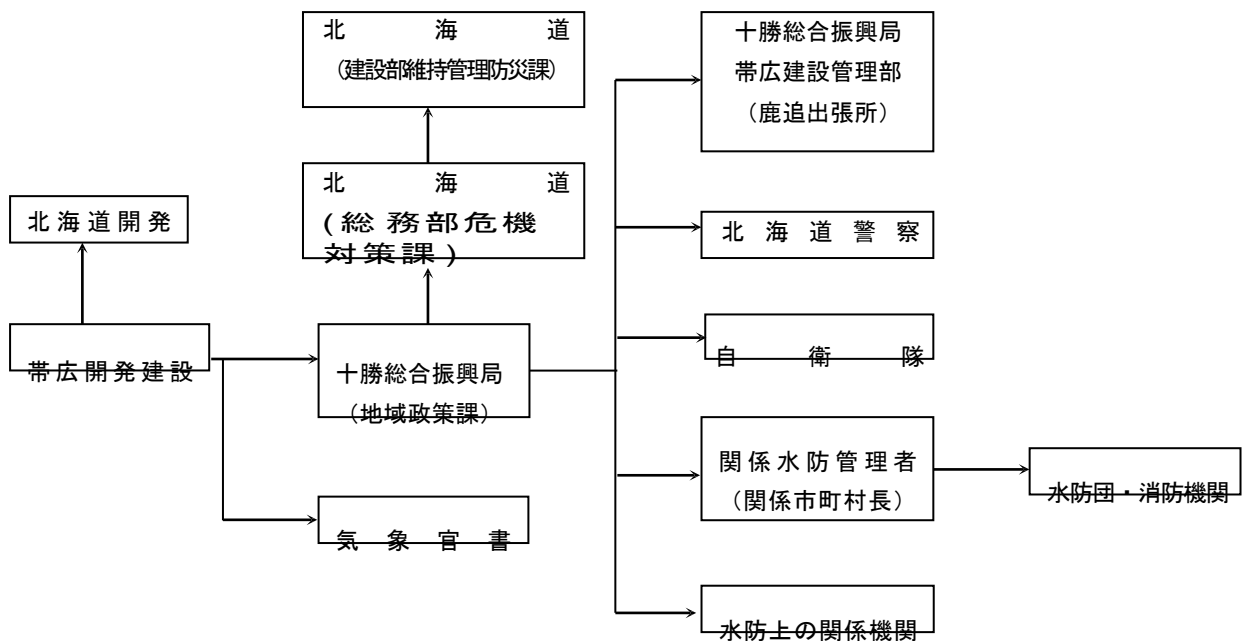 北海道
(建設部維持管理防災課)
十勝総合振興局
帯広建設管理部
(鹿追出張所)
北海道
(総務部危機
対策課)
北海道開発
北海道警察
帯広開発建設
十勝総合振興局
(地域政策課)
自衛隊
関係水防管理者
(関係市町村長)
水防団・消防機関
気象官書
水防上の関係機関